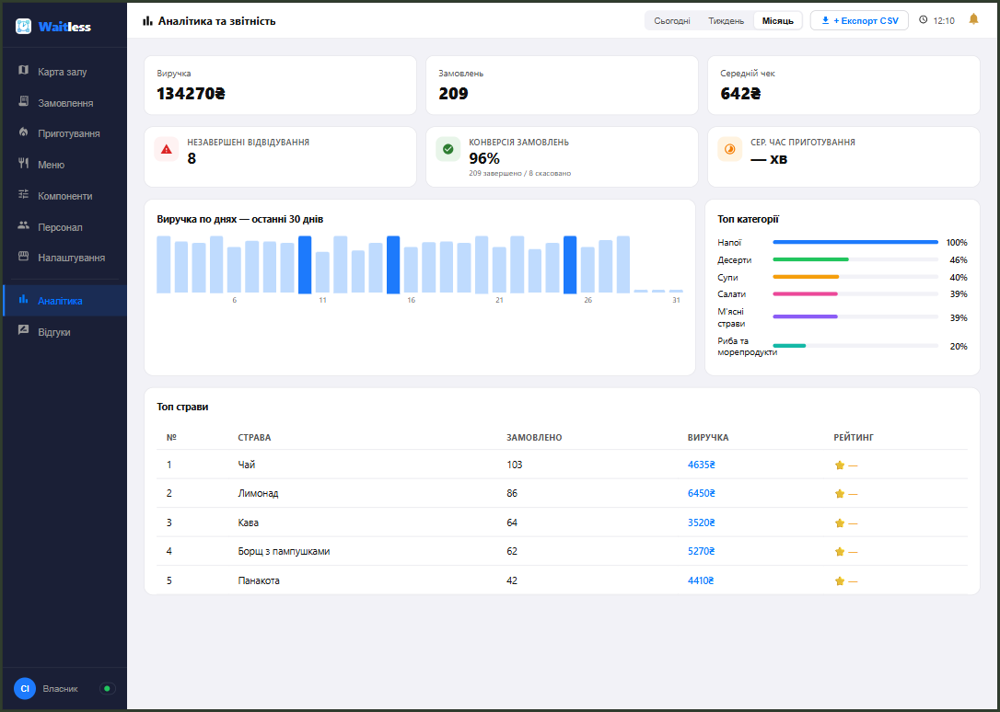 Waitless
Аналітика та звітність
Сьогодні
Тиждень
Місяць
+ Експорт CSV
12:10
Карта залу
Замовлення
Приготування
Меню
Компоненти
Персонал
Налаштування
Аналітика
Відгуки
Виручка
134270₴
Замовлень
209
Середній чек
642₴
НЕЗАВЕРШЕНІ ВІДВІДУВАННЯ
8
КОНВЕРСІЯ ЗАМОВЛЕНЬ
96%
209 завершено / 8 скасовано
СЕР. ЧАС ПРИГОТУВАННЯ
— хв
Виручка по днях — останні 30 днів
6 11 16 21 26 31
Топ категорії
Напої 100%
Десерти 46%
Супи 40%
Салати 39%
М'ясні
страви 39%
Риба та
морепродукти 20%
Топ страви
№ СТРАВА ЗАМОВЛЕНО ВИРУЧКА РЕЙТИНГ
1 Чай 103 4635₴ —
2 Лимонад 86 6450₴ —
3 Кава 64 3520₴ —
4 Борщ з пампушками 62 5270₴ —
5 Панакота 42 4410₴ —
СІ Власник